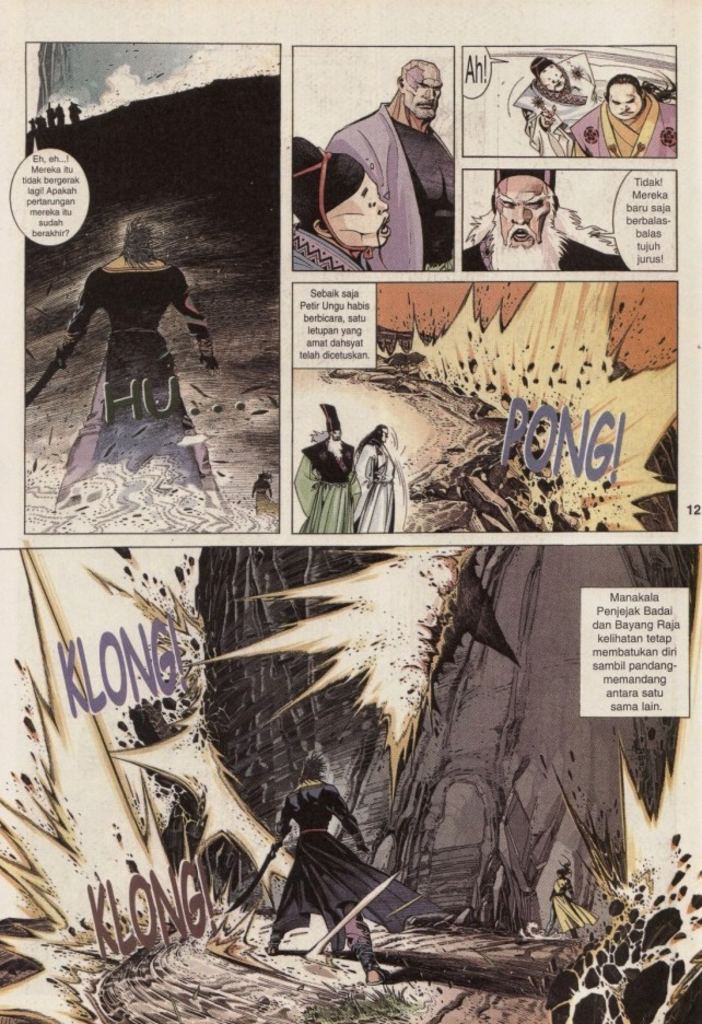 Eh, eh...!
Mereka itu
tidak bergerak
lagi! Apakah
pertarungan
mereka itu
sudah
berakhir?
HU...
Ah!
Tidak!
Mereka
baru saja
berbalas-
balas
tujuh
jurus!
Sebaik saja
Petir Ungu habis
berbicara, satu
letupan yang
amat dahsyat
telah dicetuskan.
PONG!
12
KLONG!
Manakala
Penjejak Badai
dan Bayang Raja
kelihatan tetap
membatukan diri
sambil pandang-
memandang
antara satu
sama lain.
KLONG!